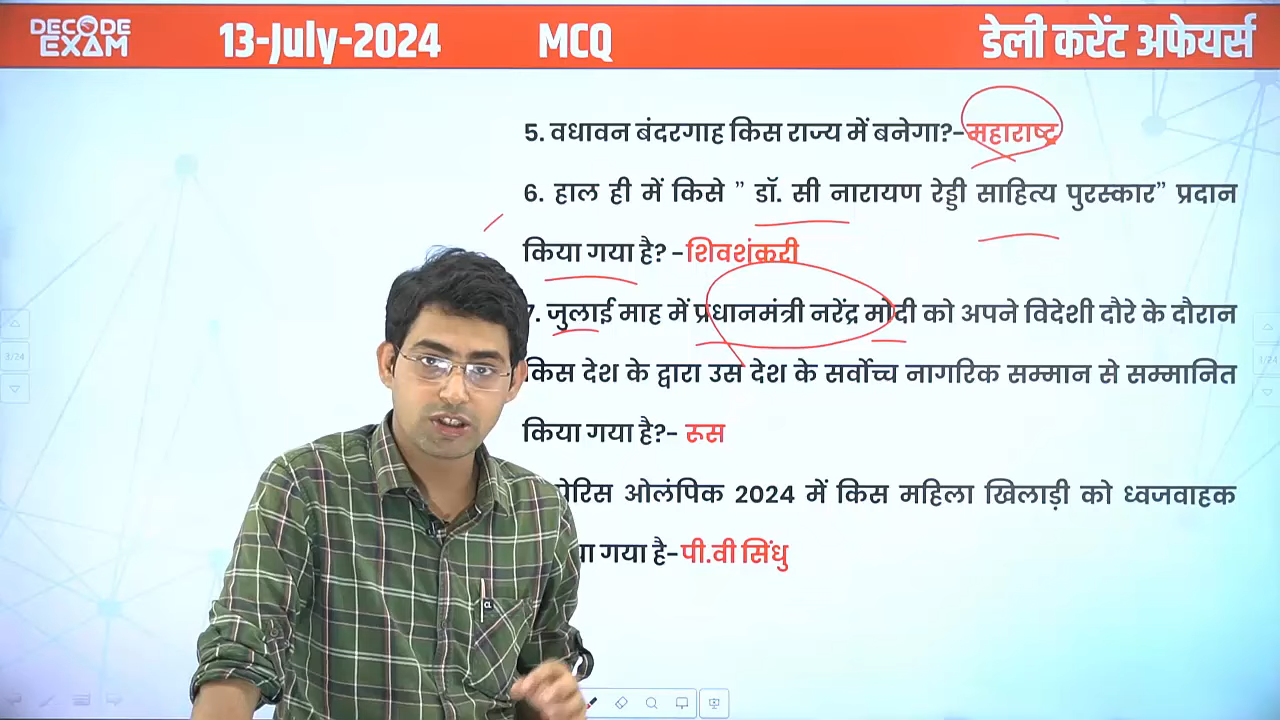 DECODE EXAM
13-July-2024 MCQ डेली करेंट अफेयर्स
5. वधावन बंदरगाह किस राज्य में बनेगा?-महाराष्ट्र
6. हाल ही में किसे ” डॉ. सी नारायण रेड्डी साहित्य पुरस्कार” प्रदान
किया गया है? -शिवशंकरी
7. जुलाई माह में प्रधानमंत्री नरेंद्र मोदी को अपने विदेशी दौरे के दौरान
किस देश के द्वारा उस देश के सर्वोच्च नागरिक सम्मान से सम्मानित
किया गया है?- रूस
पेरिस ओलंपिक 2024 में किस महिला खिलाड़ी को ध्वजवाहक
गया है-पी.वी सिंधु
3/24